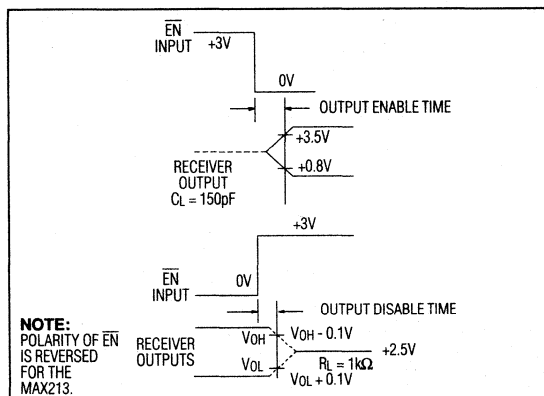 EN
INPUT
+3V
0V
OUTPUT ENABLE TIME
+3.5V
+0.8V
RECEIVER
OUTPUT
CL = 150pF
+3V
EN
INPUT
0V
OUTPUT DISABLE TIME
NOTE:
POLARITY OF EN
IS REVERSED
FOR THE
MAX213.
RECEIVER
OUTPUTS
VOH
VOH - 0.1V
+2.5V
VOL
RL = 1kΩ
VOL + 0.1V